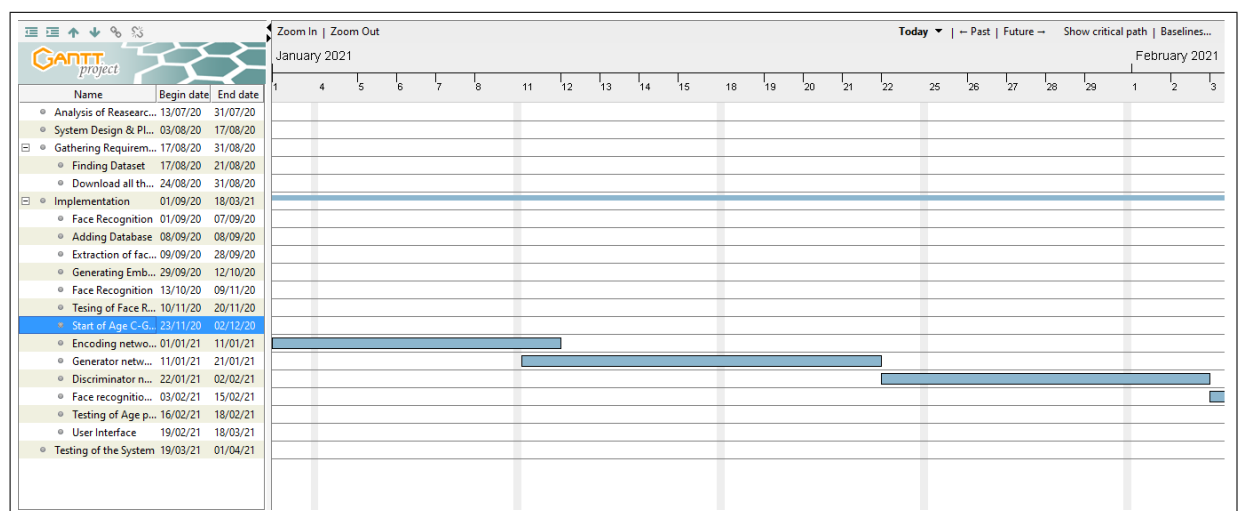 Zoom In | Zoom Out Today ▼ | ← Past | Future → Show critical path | Baselines...
GANTT project
January 2021 February 2021
1 4 5 6 7 8 11 12 13 14 15 18 19 20 21 22 25 26 27 28 29 1 2 3
Name Begin date End date
Analysis of Reasearc... 13/07/20 31/07/20
System Design & Pl... 03/08/20 17/08/20
Gathering Requirem... 17/08/20 31/08/20
Finding Dataset 17/08/20 21/08/20
Download all th... 24/08/20 31/08/20
Implementation 01/09/20 18/03/21
Face Recognition 01/09/20 07/09/20
Adding Database 08/09/20 08/09/20
Extraction of fac... 09/09/20 28/09/20
Generating Emb... 29/09/20 12/10/20
Face Recognition 13/10/20 09/11/20
Tesing of Face R... 10/11/20 20/11/20
Start of Age C-G... 23/11/20 02/12/20
Encoding netwo... 01/01/21 11/01/21
Generator netw... 11/01/21 21/01/21
Discriminator n... 22/01/21 02/02/21
Face recognitio... 03/02/21 15/02/21
Testing of Age p... 16/02/21 18/02/21
User Interface 19/02/21 18/03/21
Testing of the System 19/03/21 01/04/21